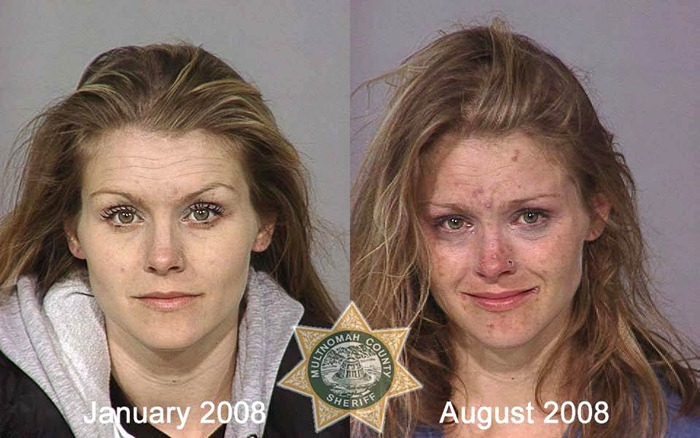 MULTNOMAH COUNTY
SHERIFF
January 2008
August 2008